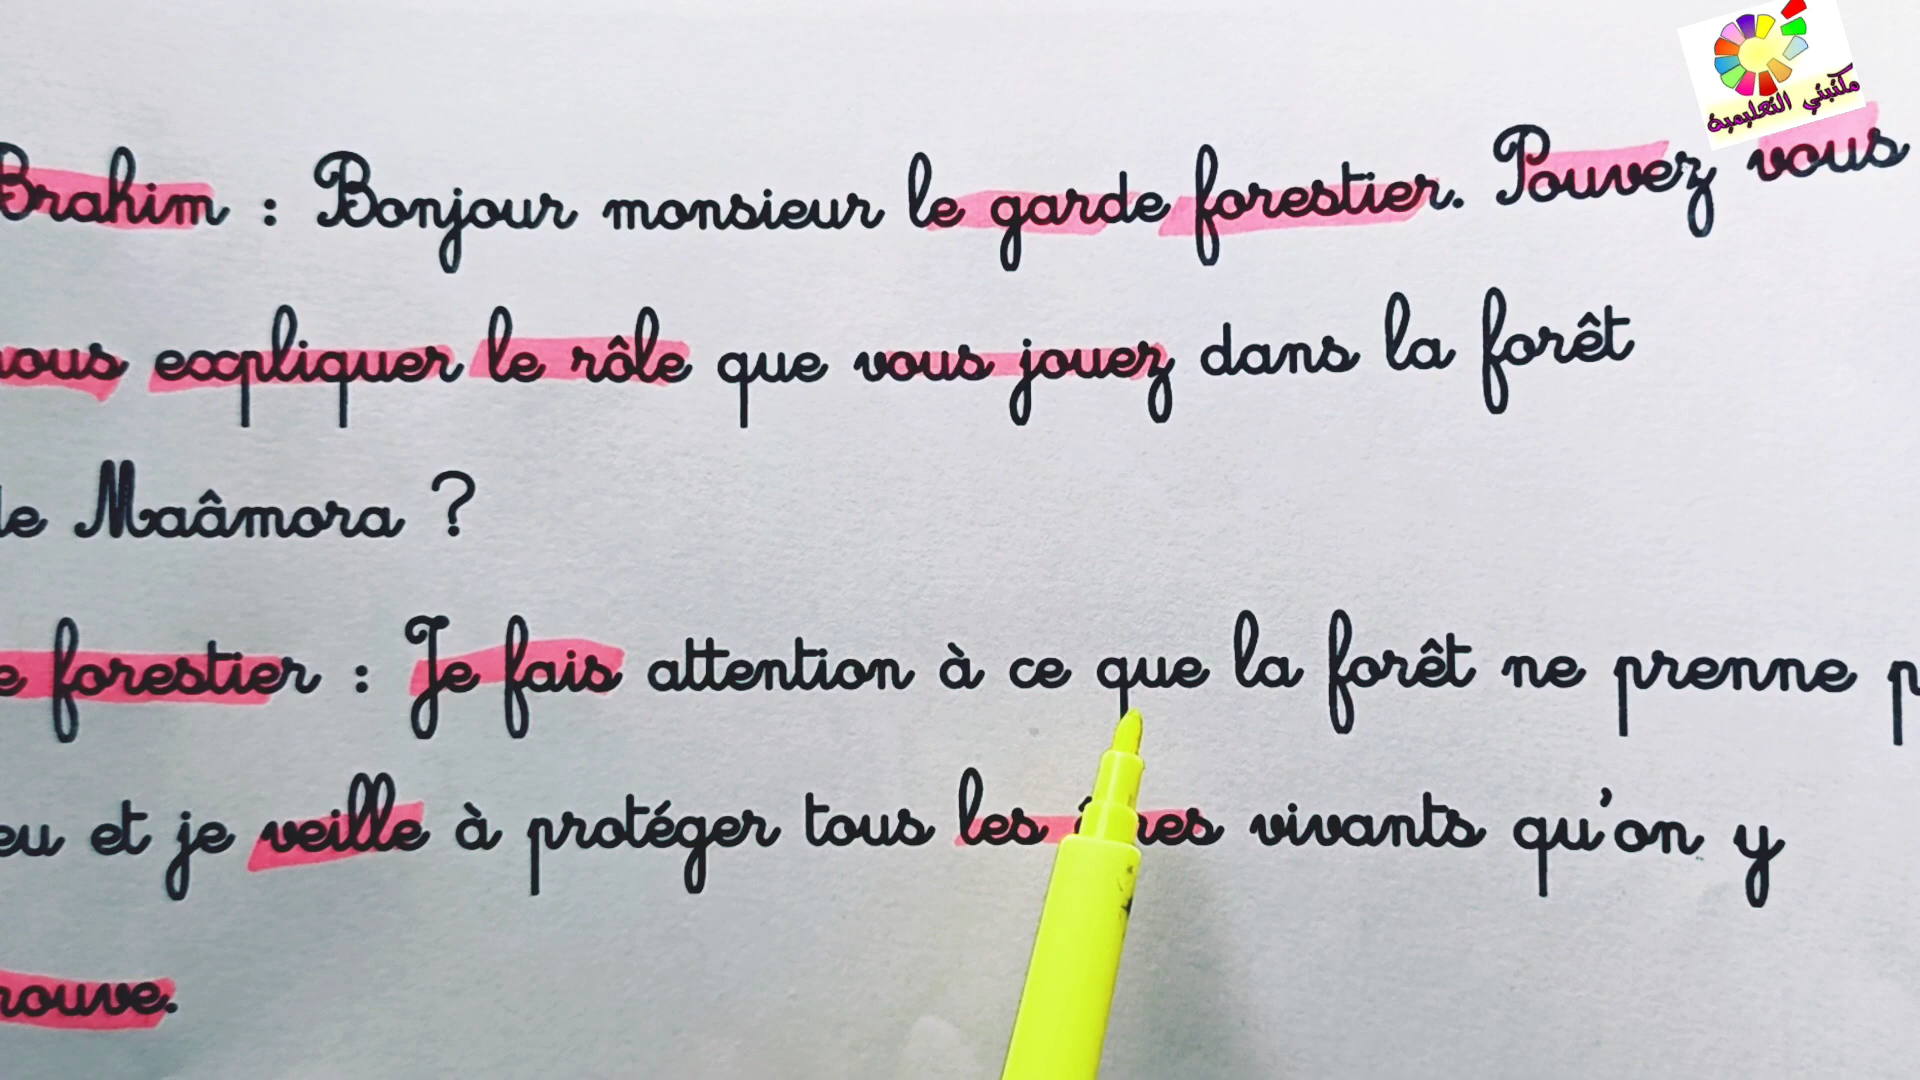 مكتبتي التعليمية
Brahim : Bonjour monsieur le garde forestier. Pouvez vous
nous expliquer le rôle que vous jouez dans la forêt
de Maâmora ?
forestier : Je fais attention à ce que la forêt ne prenne p
eu et je veille à protéger tous les êtres vivants qu'on y
rouve.